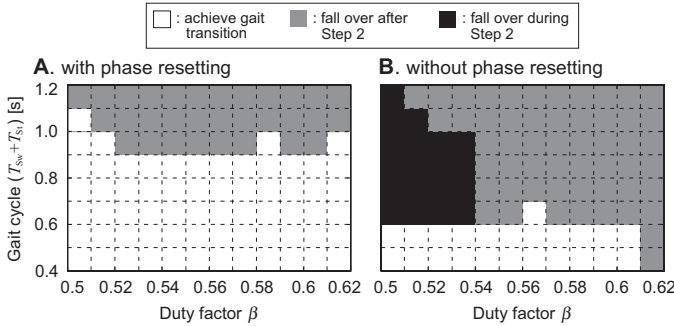 : achieve gait transition
: fall over after Step 2
: fall over during Step 2
A. with phase resetting
B. without phase resetting
Gait cycle (T_Sw+T_St) [s]
1.2
1.0
0.8
0.6
0.4
0.5 0.52 0.54 0.56 0.58 0.60 0.62
0.5 0.52 0.54 0.56 0.58 0.60 0.62
Duty factor β
Duty factor β